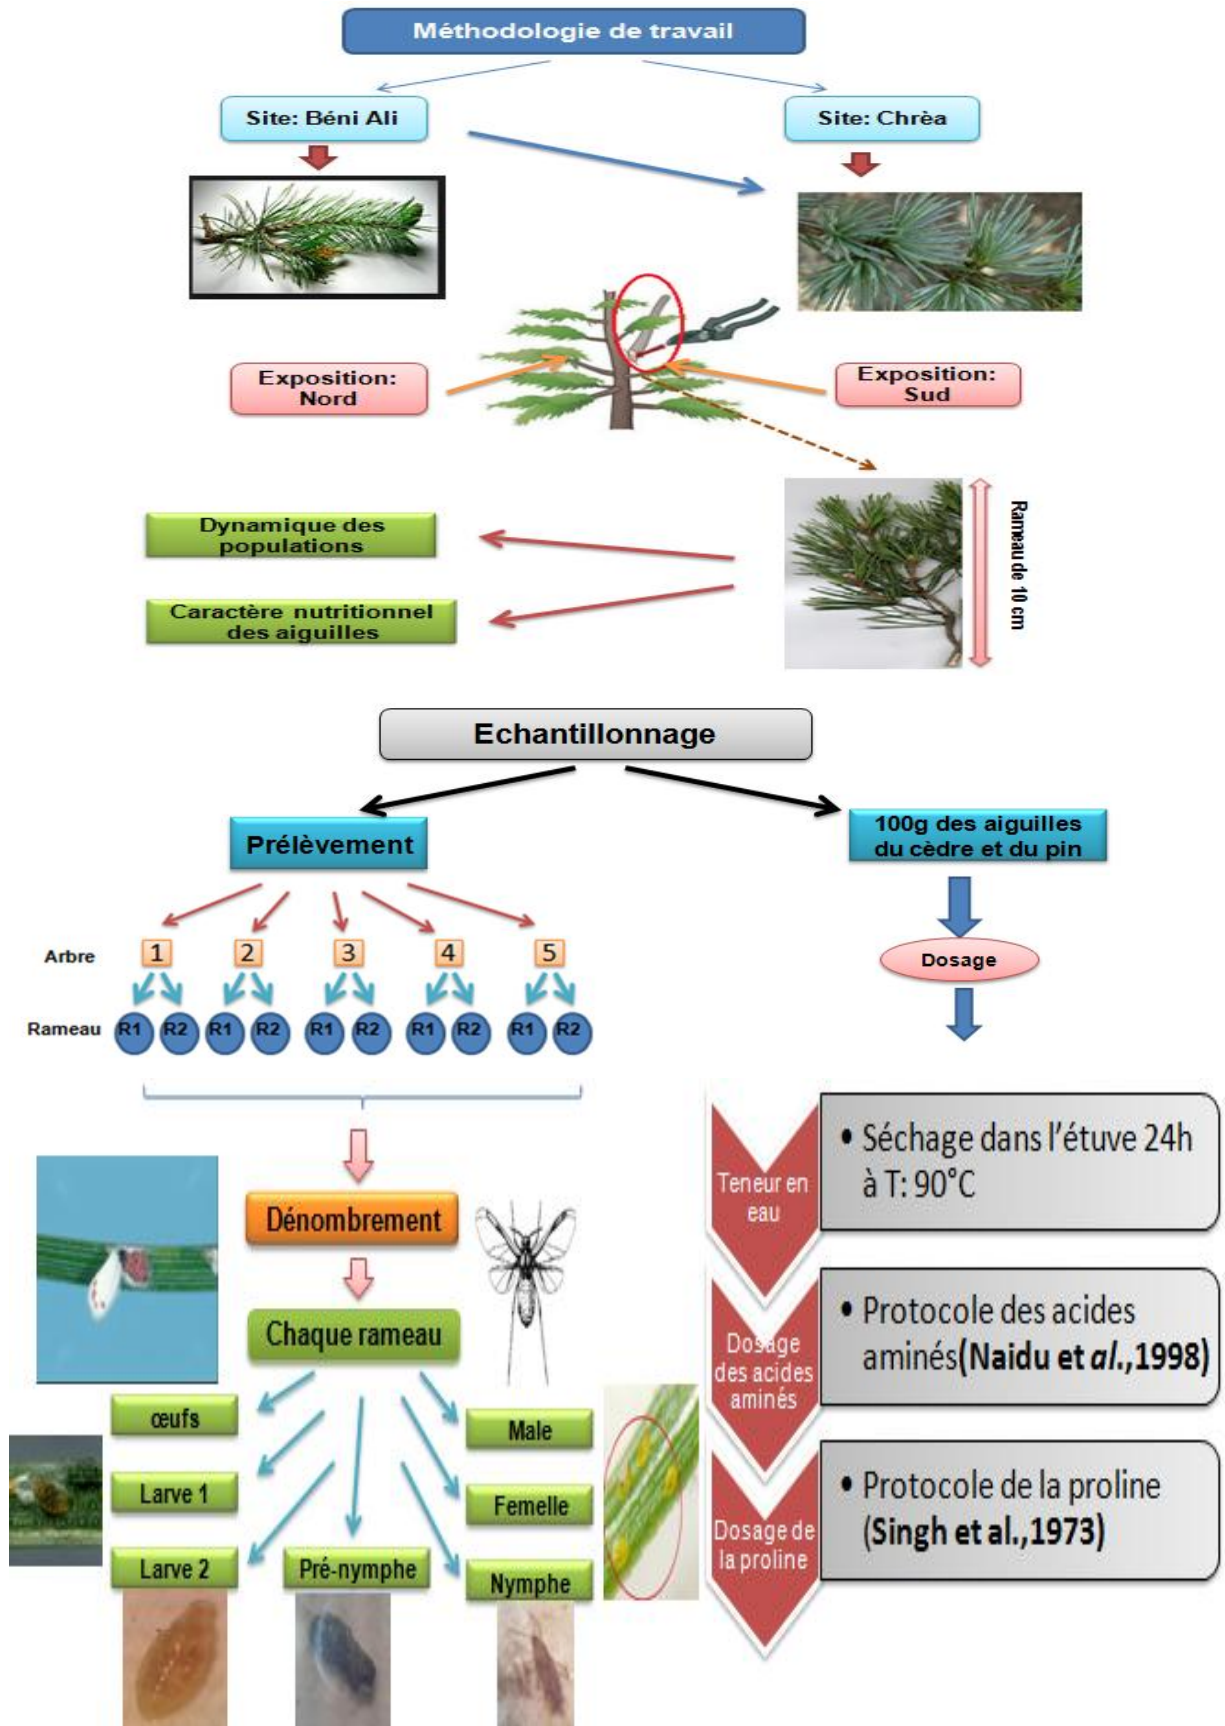 Méthodologie de travail
Site: Béni Ali
Site: Chrèa
Exposition:
Nord
Exposition:
Sud
Rameau de 10 cm
Dynamique des
populations
Caractère nutritionnel
des aiguilles
Echantillonnage
Prélèvement
100g des aiguilles
du cèdre et du pin
Arbre 1 2 3 4 5
Dosage
Rameau R1 R2 R1 R2 R1 R2 R1 R2 R1 R2
Dénombrement
Chaque rameau
œufs
Larve 1
Larve 2
Pré-nymphe
Male
Femelle
Nymphe
Teneur en
eau
• Séchage dans l'étuve 24h
à T: 90°C
Dosage
des acides
aminés
• Protocole des acides
aminés(Naidu et al.,1998)
Dosage de
la proline
• Protocole de la proline
(Singh et al.,1973)